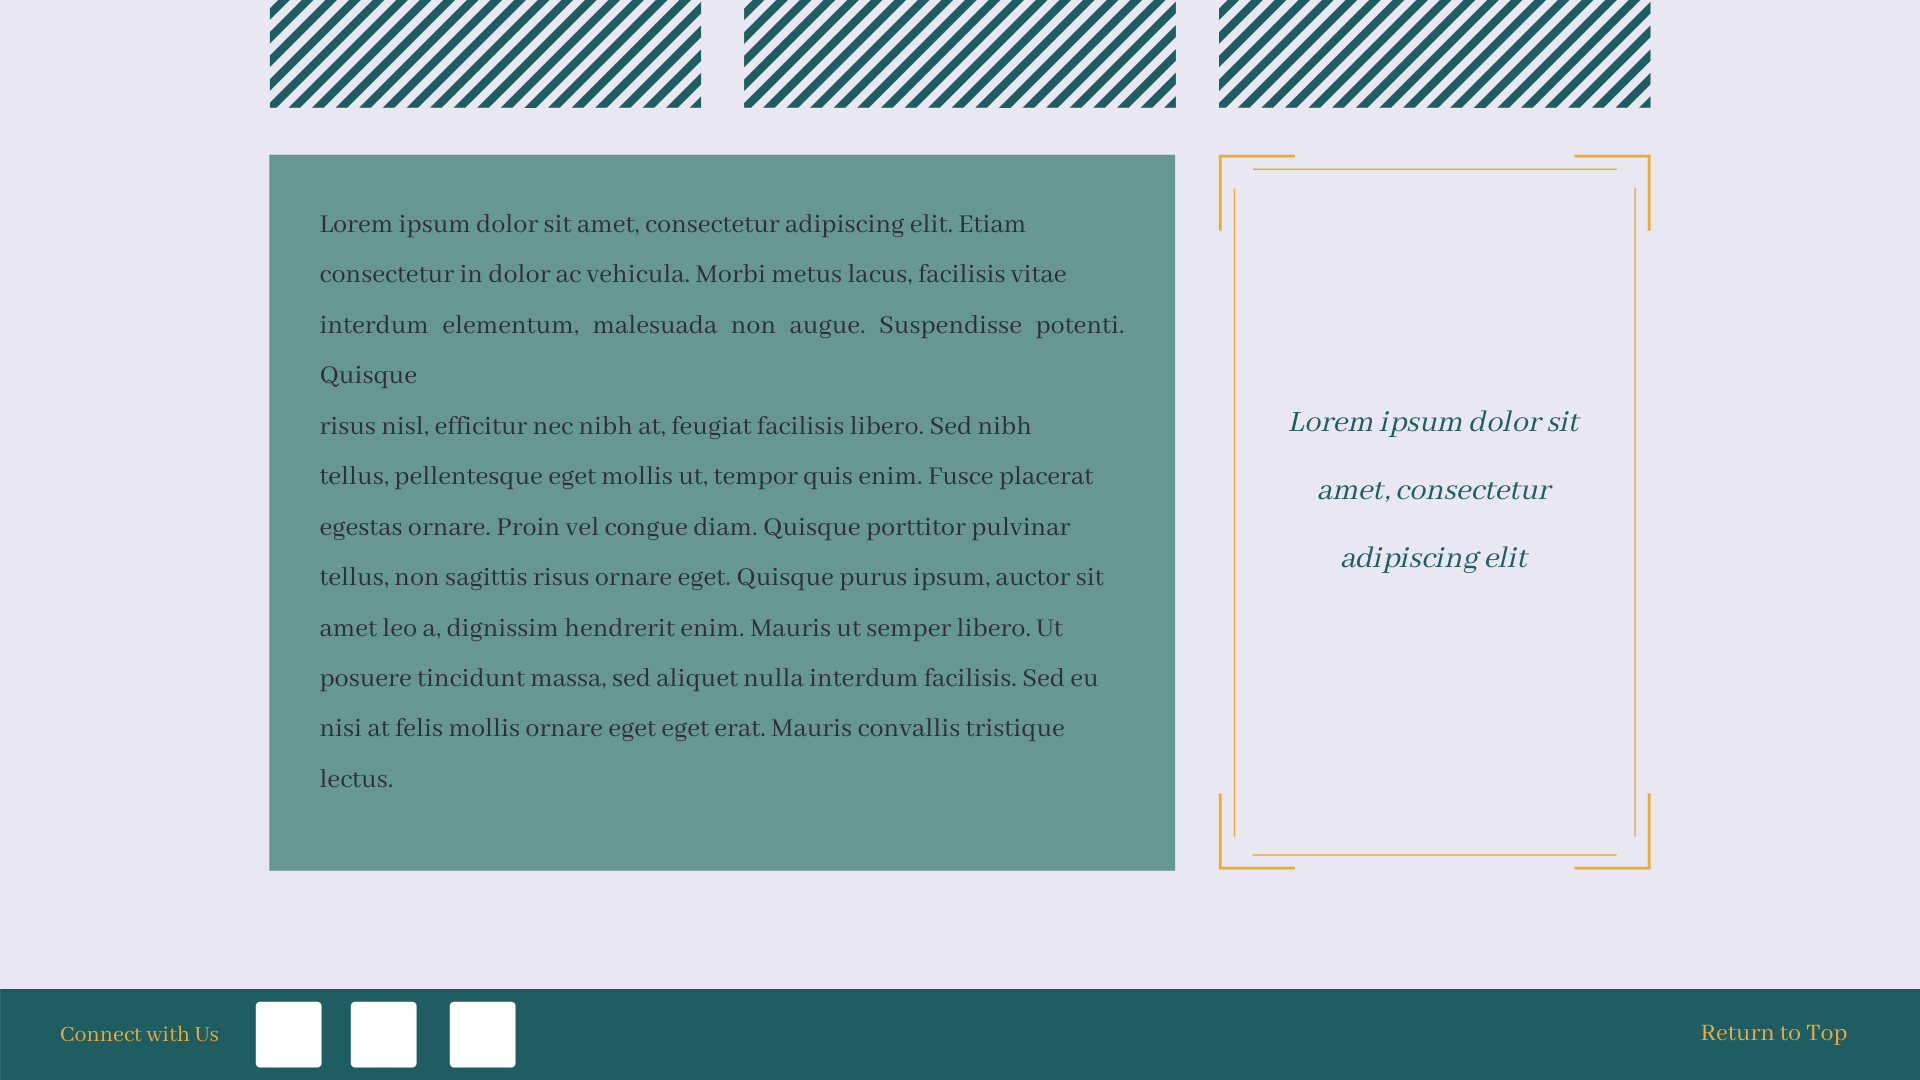 Lorem ipsum dolor sit amet, consectetur adipiscing elit. Etiam
consectetur in dolor ac vehicula. Morbi metus lacus, facilisis vitae
interdum elementum, malesuada non augue. Suspendisse potenti.
Quisque
risus nisl, efficitur nec nibh at, feugiat facilisis libero. Sed nibh
tellus, pellentesque eget mollis ut, tempor quis enim. Fusce placerat
egestas ornare. Proin vel congue diam. Quisque porttitor pulvinar
tellus, non sagittis risus ornare eget. Quisque purus ipsum, auctor sit
amet leo a, dignissim hendrerit enim. Mauris ut semper libero. Ut
posuere tincidunt massa, sed aliquet nulla interdum facilisis. Sed eu
nisi at felis mollis ornare eget eget erat. Mauris convallis tristique
lectus.
Lorem ipsum dolor sit
amet, consectetur
adipiscing elit
Connect with Us
Return to Top